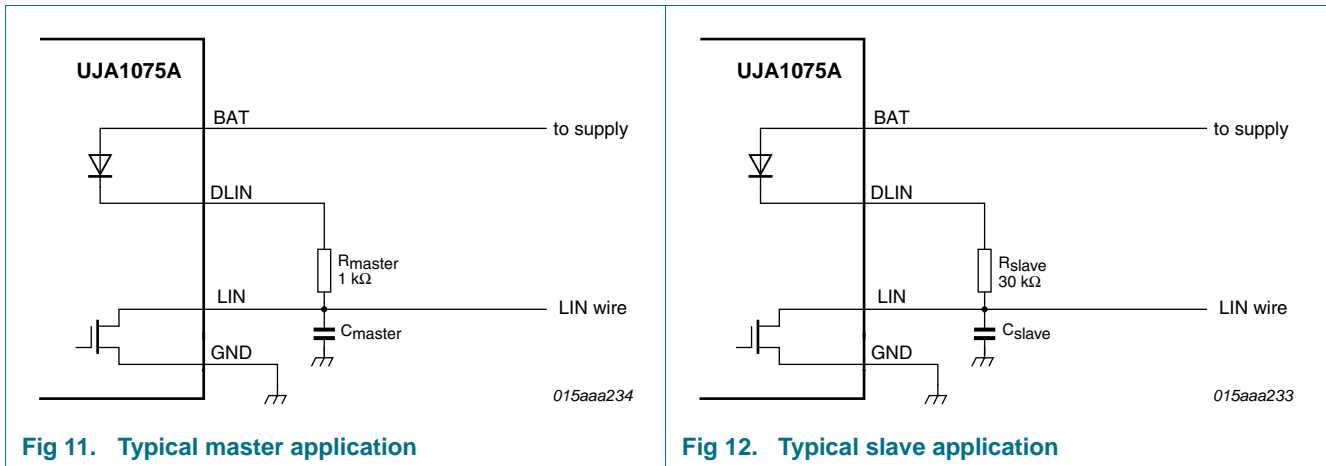 UJA1075A
BAT
to supply
DLIN
Rmaster
1 kΩ
LIN
LIN wire
Cmaster
GND
015aaa234
Fig 11. Typical master application
UJA1075A
BAT
to supply
DLIN
Rslave
30 kΩ
LIN
LIN wire
Cslave
GND
015aaa233
Fig 12. Typical slave application